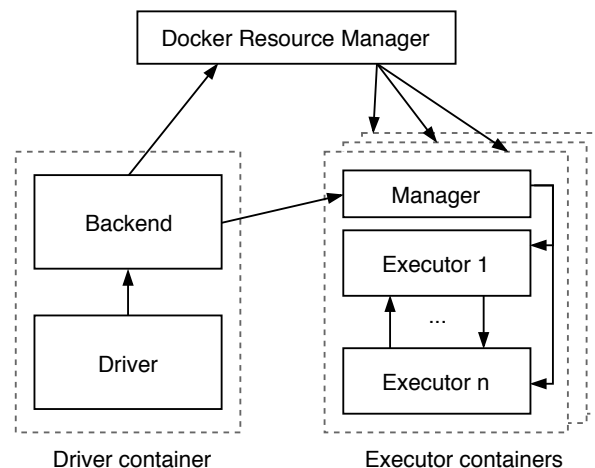 Docker Resource Manager
Backend
Driver
Driver container
Manager
Executor 1
...
Executor n
Executor containers